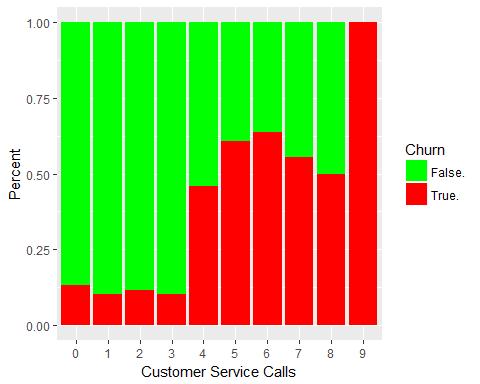 1.00
0.75
0.50
0.25
0.00
Percent
0 1 2 3 4 5 6 7 8 9
Customer Service Calls
Churn
False.
True.